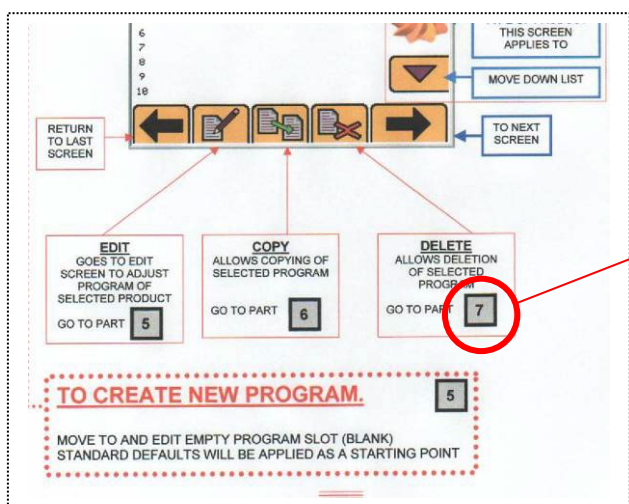 THIS SCREEN
APPLIES TO
6
7
8
9
10
MOVE DOWN LIST
RETURN
TO LAST
SCREEN
TO NEXT
SCREEN
EDIT
GOES TO EDIT
SCREEN TO ADJUST
PROGRAM OF
SELECTED PRODUCT
GO TO PART 5
COPY
ALLOWS COPYING OF
SELECTED PROGRAM
GO TO PART 6
DELETE
ALLOWS DELETION
OF SELECTED
PROGRAM
GO TO PART 7
TO CREATE NEW PROGRAM. 5
MOVE TO AND EDIT EMPTY PROGRAM SLOT (BLANK)
STANDARD DEFAULTS WILL BE APPLIED AS A STARTING POINT